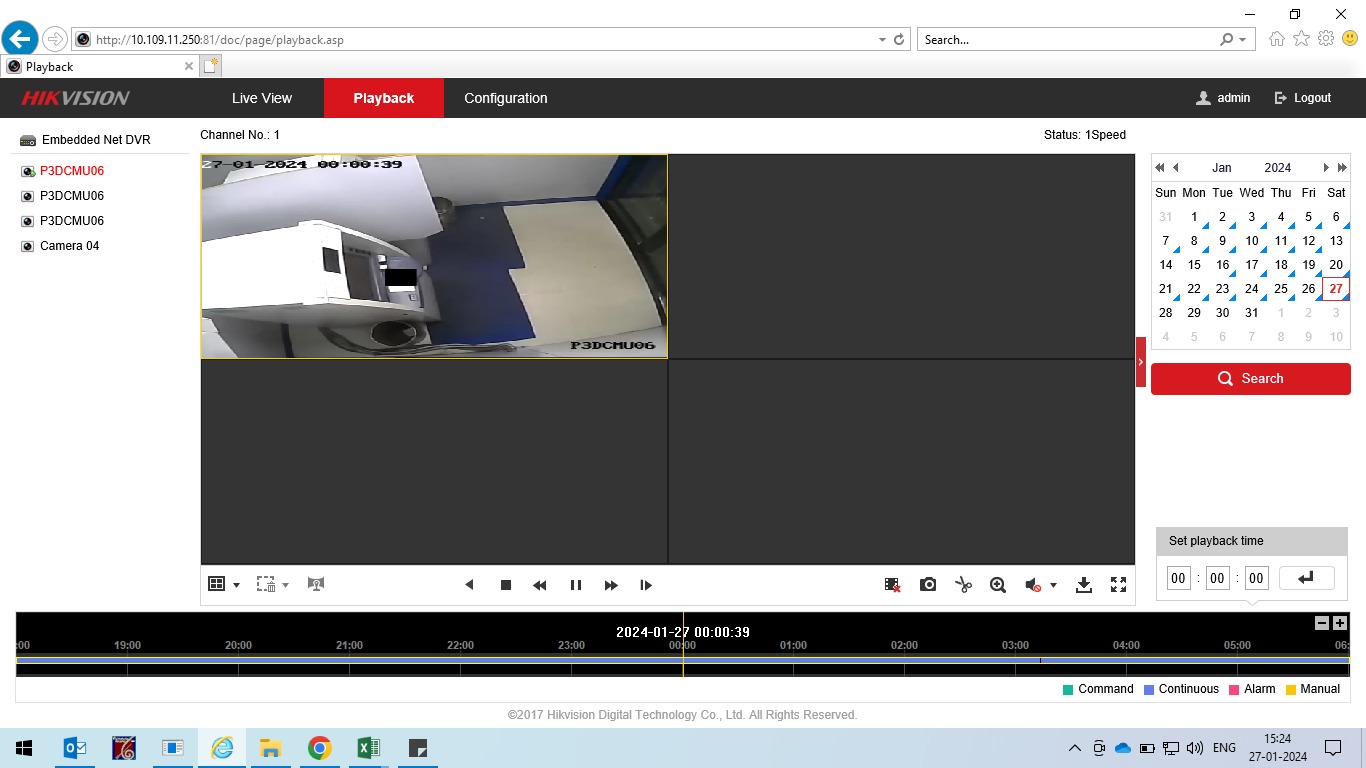 http://10.109.11.250:81/doc/page/playback.asp
Search...
Playback
HIKVISION
Live View
Playback
Configuration
admin
Logout
Embedded Net DVR
P3DCMU06
P3DCMU06
P3DCMU06
Camera 04
Channel No.: 1
Status: 1Speed
27-01-2024 00:00:39
P3DCMU06
Jan 2024
Sun Mon Tue Wed Thu Fri Sat
31 1 2 3 4 5 6
7 8 9 10 11 12 13
14 15 16 17 18 19 20
21 22 23 24 25 26 27
28 29 30 31 1 2 3
4 5 6 7 8 9 10
Search
Set playback time
00 : 00 : 00
2024-01-27 00:00:39
:00 19:00 20:00 21:00 22:00 23:00 00:00 01:00 02:00 03:00 04:00 05:00 06:
Command Continuous Alarm Manual
©2017 Hikvision Digital Technology Co., Ltd. All Rights Reserved.
ENG
15:24
27-01-2024